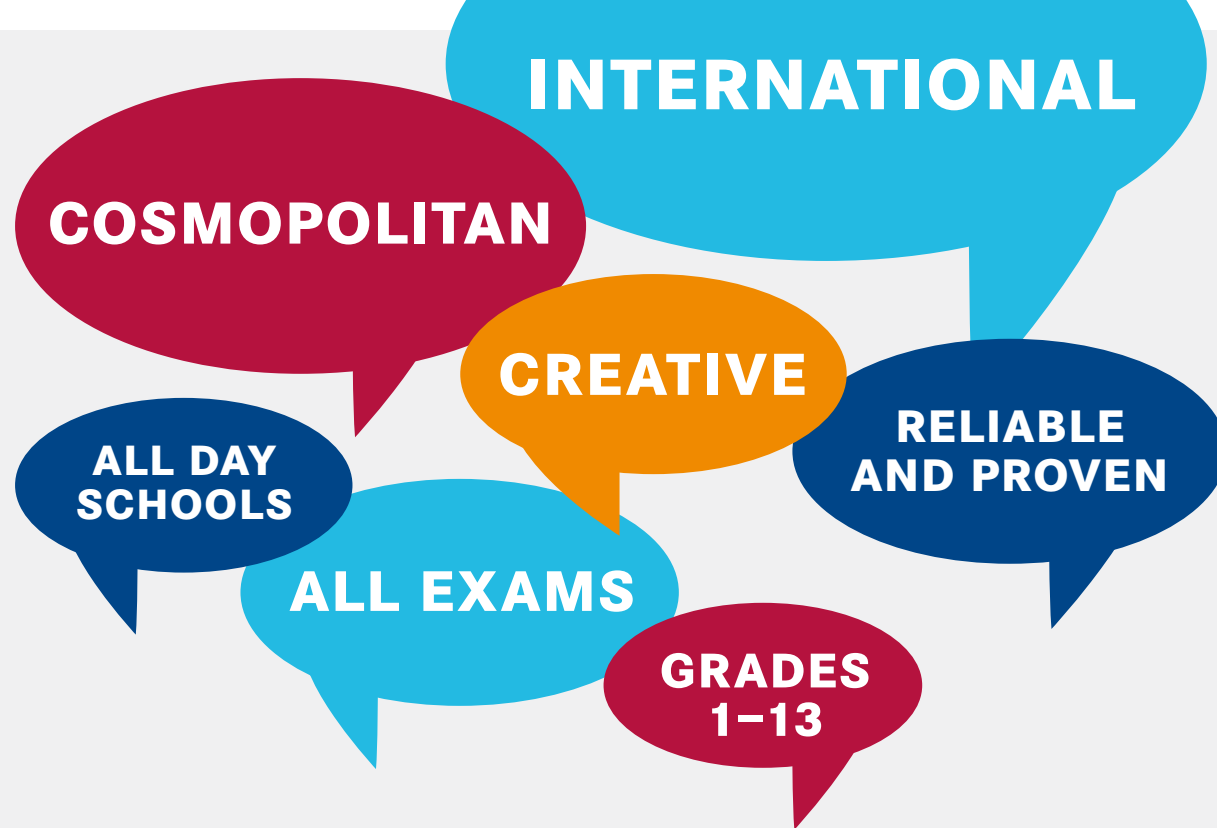 INTERNATIONAL
COSMOPOLITAN
CREATIVE
RELIABLE
AND PROVEN
ALL DAY
SCHOOLS
ALL EXAMS
GRADES
1–13